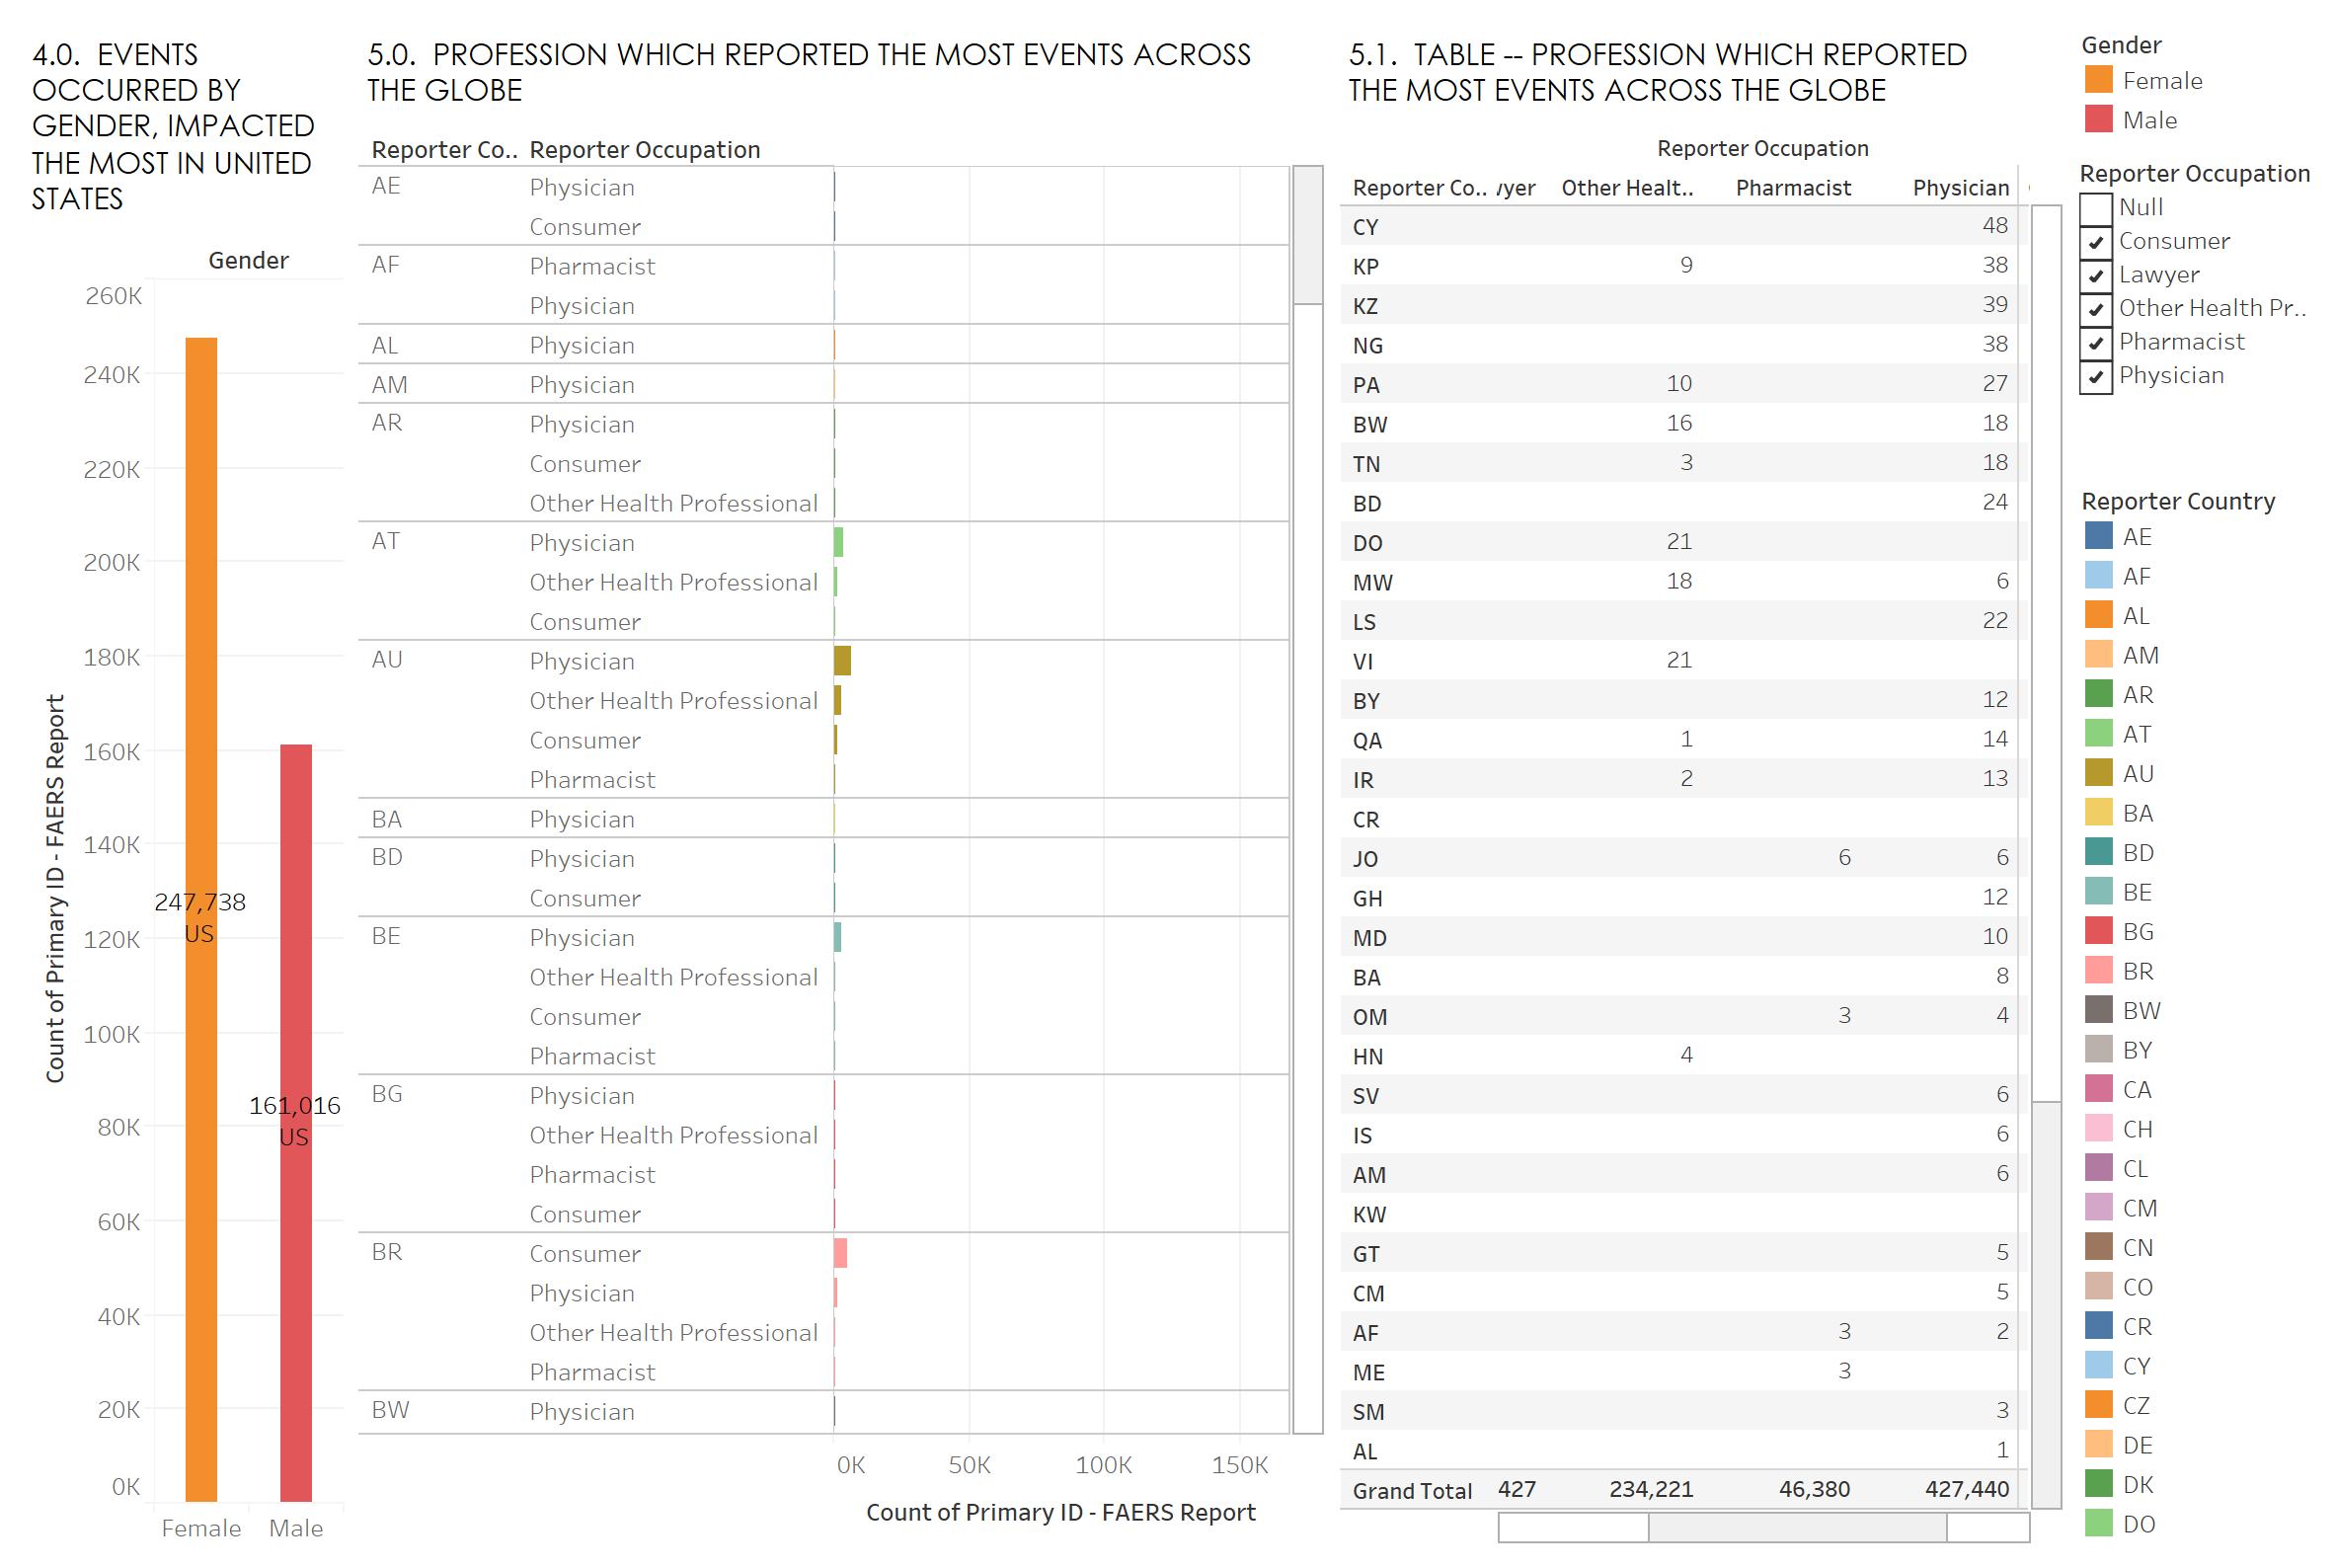 4.0.  EVENTS
OCCURRED BY
GENDER, IMPACTED
THE MOST IN UNITED
STATES
Gender
Count of Primary ID - FAERS Report
260K
240K
220K
200K
180K
160K
140K
120K
100K
80K
60K
40K
20K
0K
247,738
US
161,016
US
Female
Male
5.0.  PROFESSION WHICH REPORTED THE MOST EVENTS ACROSS
THE GLOBE
Reporter Co.. Reporter Occupation
AE Physician
Consumer
AF Pharmacist
Physician
AL Physician
AM Physician
AR Physician
Consumer
Other Health Professional
AT Physician
Other Health Professional
Consumer
AU Physician
Other Health Professional
Consumer
Pharmacist
BA Physician
BD Physician
Consumer
BE Physician
Other Health Professional
Consumer
Pharmacist
BG Physician
Other Health Professional
Pharmacist
Consumer
BR Consumer
Physician
Other Health Professional
Pharmacist
BW Physician
0K 50K 100K 150K
Count of Primary ID - FAERS Report
5.1.  TABLE -- PROFESSION WHICH REPORTED
THE MOST EVENTS ACROSS THE GLOBE
Reporter Occupation
Reporter Co.. yer Other Healt.. Pharmacist Physician
CY 48
KP 9 38
KZ 39
NG 38
PA 10 27
BW 16 18
TN 3 18
BD 24
DO 21
MW 18 6
LS 22
VI 21
BY 12
QA 1 14
IR 2 13
CR
JO 6 6
GH 12
MD 10
BA 8
OM 3 4
HN 4
SV 6
IS 6
AM 6
KW
GT 5
CM 5
AF 3 2
ME 3
SM 3
AL 1
Grand Total 427 234,221 46,380 427,440
Gender
Female
Male
Reporter Occupation
Null
Consumer
Lawyer
Other Health Pr..
Pharmacist
Physician
Reporter Country
AE
AF
AL
AM
AR
AT
AU
BA
BD
BE
BG
BR
BW
BY
CA
CH
CL
CM
CN
CO
CR
CY
CZ
DE
DK
DO